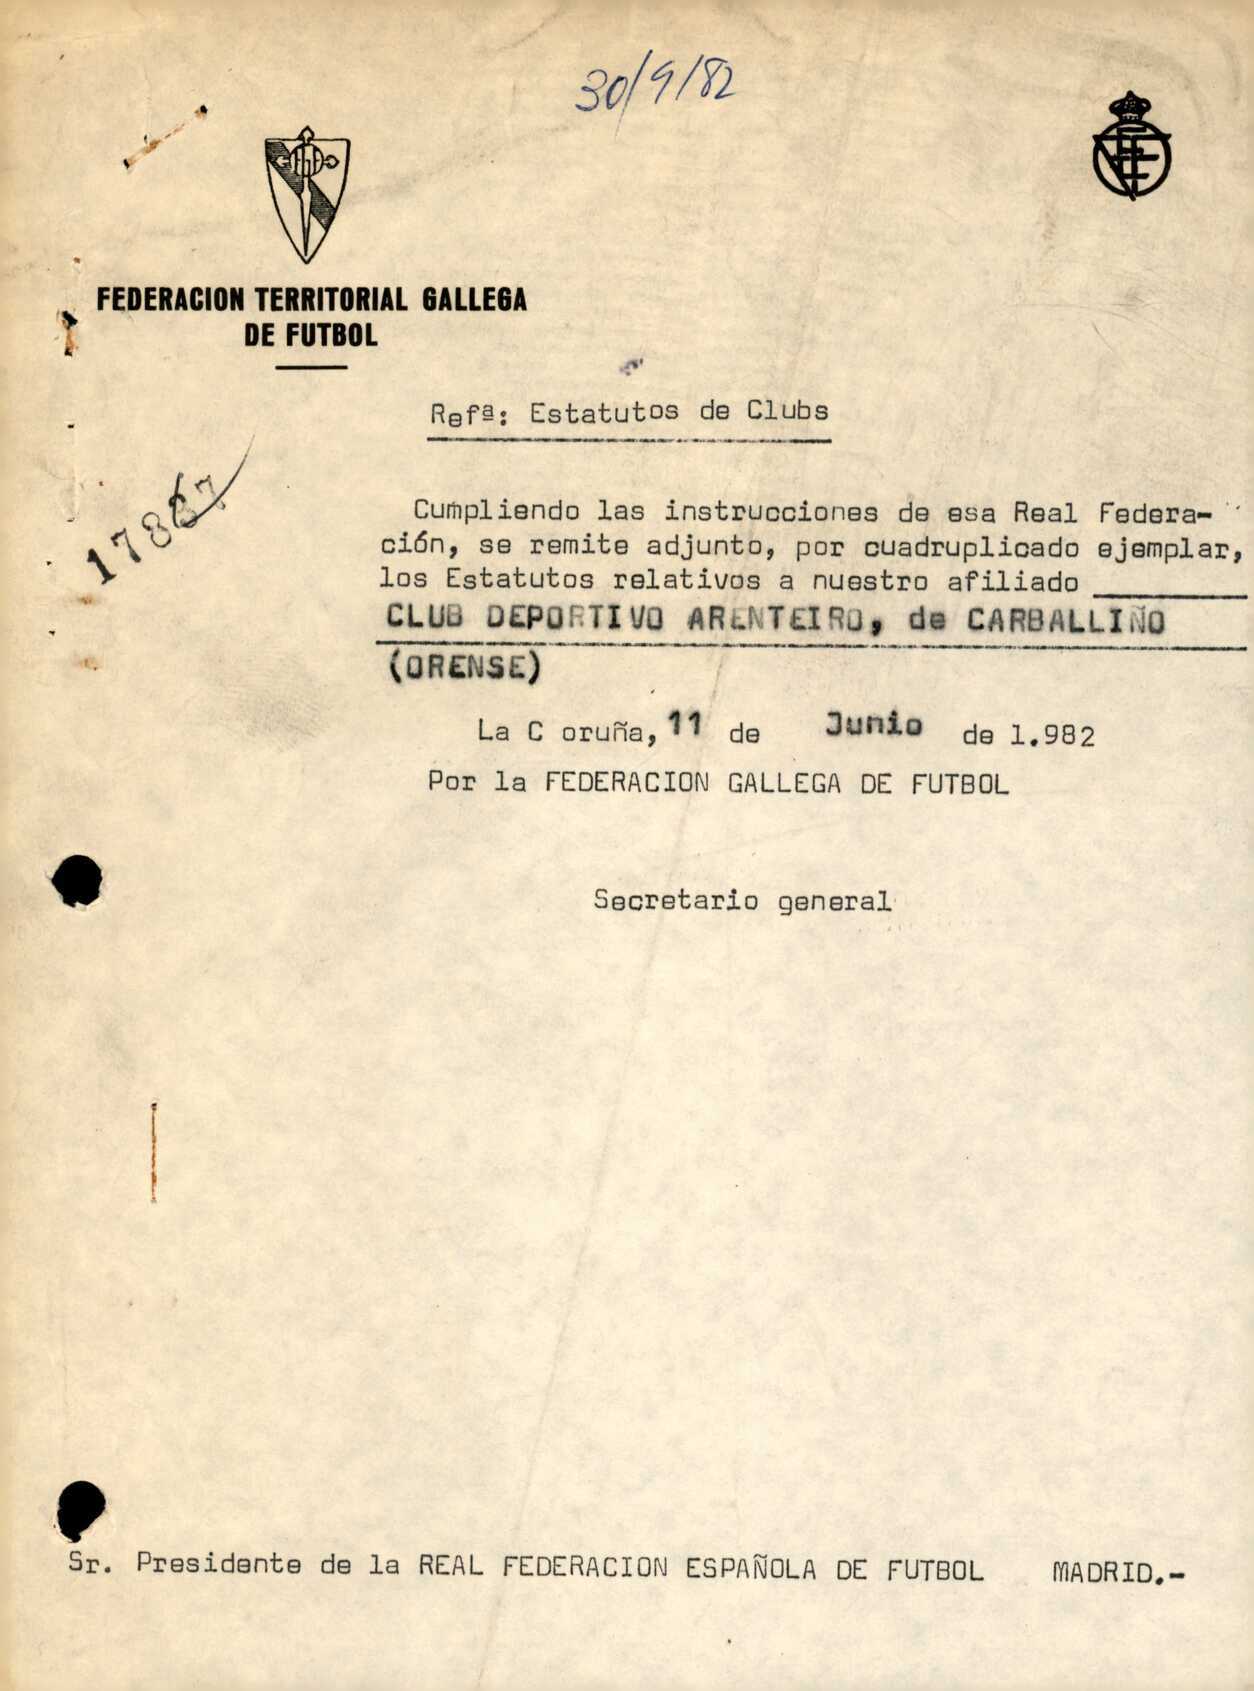 30/9/82
FEDERACION TERRITORIAL GALLEGA
DE FUTBOL
Refª: Estatutos de Clubs
Cumpliendo las instrucciones de esa Real Federa-
ción, se remite adjunto, por cuadruplicado ejemplar,
los Estatutos relativos a nuestro afiliado
CLUB DEPORTIVO ARENTEIRO, de CARBALLIÑO
(ORENSE)
La C oruña, 11 de Junio de 1.982
Por la FEDERACION GALLEGA DE FUTBOL
Secretario general
Sr. Presidente de la REAL FEDERACION ESPAÑOLA DE FUTBOL MADRID.-